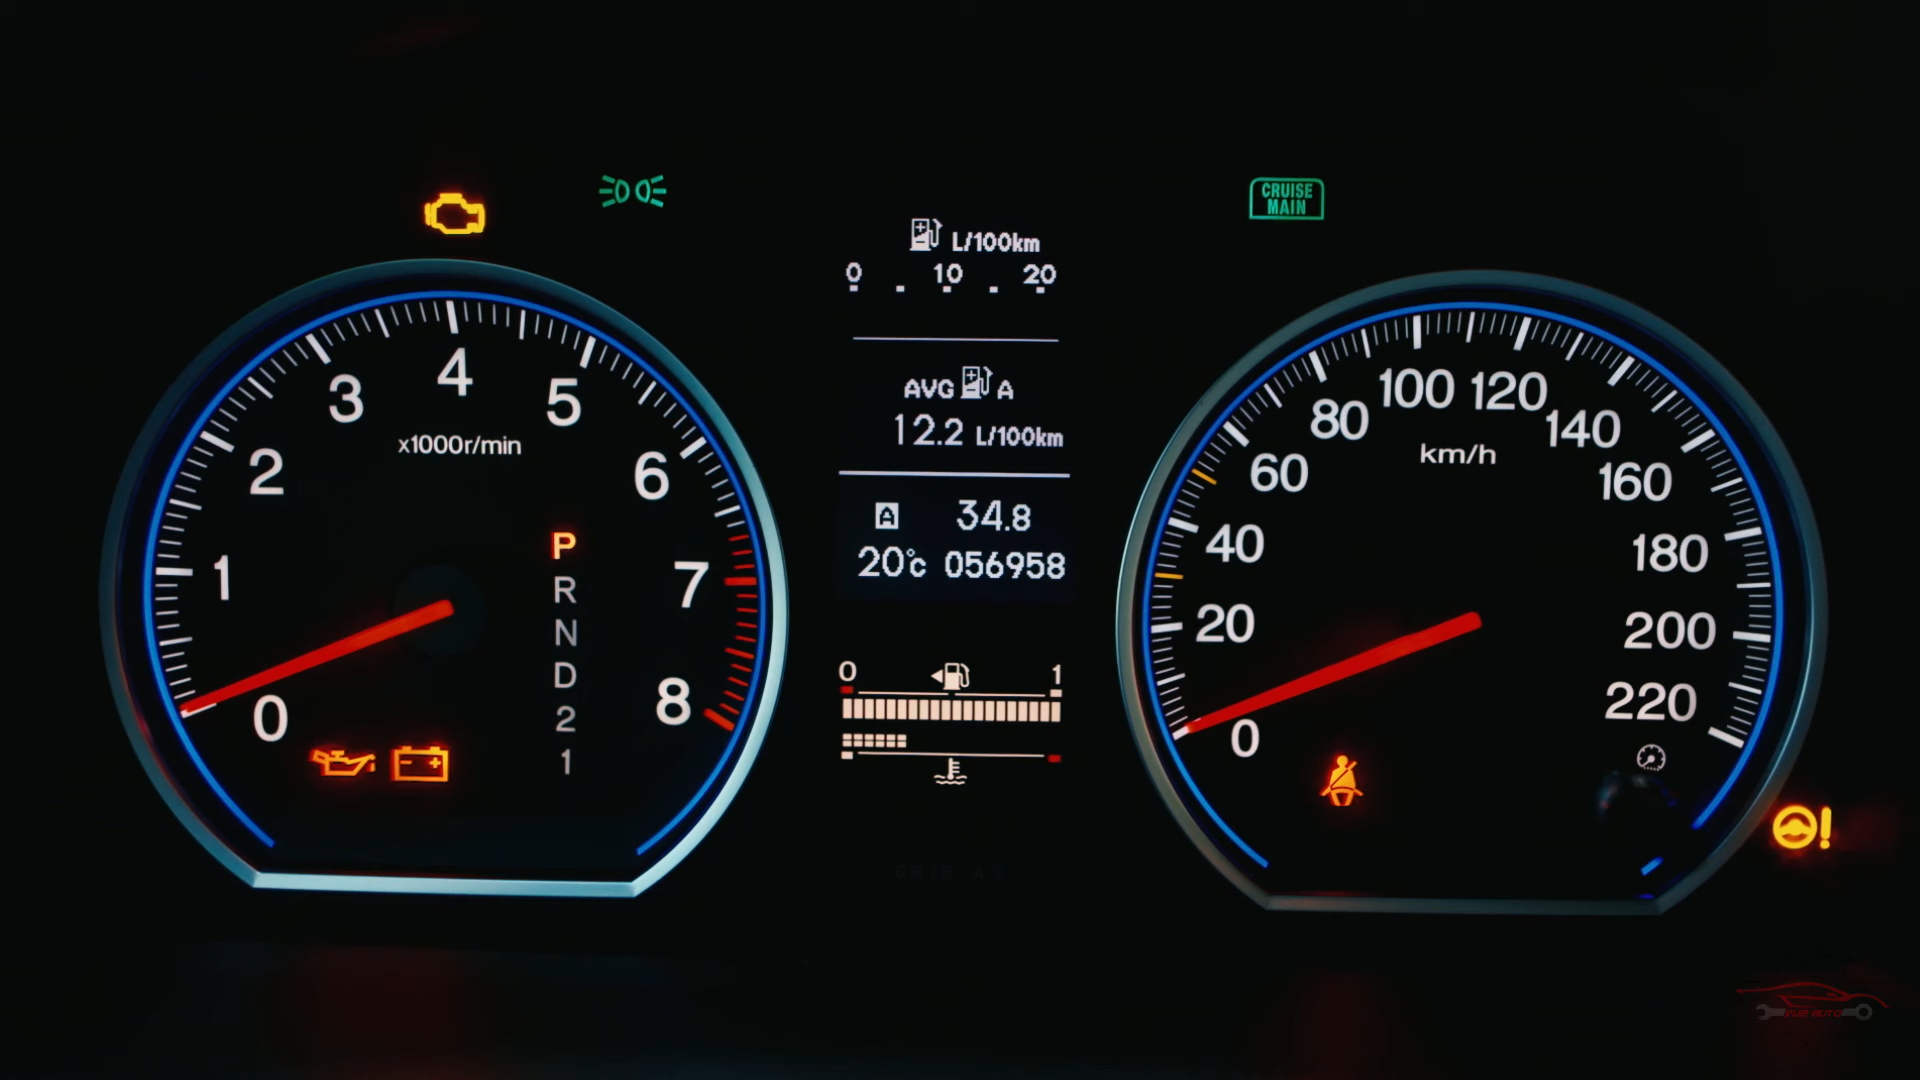 CRUISE
MAIN
L/100km
0 10 20
AVG A
12.2 L/100km
A 34.8
20°c 056958
0 1
0
1
2
3
4
5
6
7
8
x1000r/min
P
R
N
D
2
1
0
20
40
60
80
100
120
140
160
180
200
220
km/h